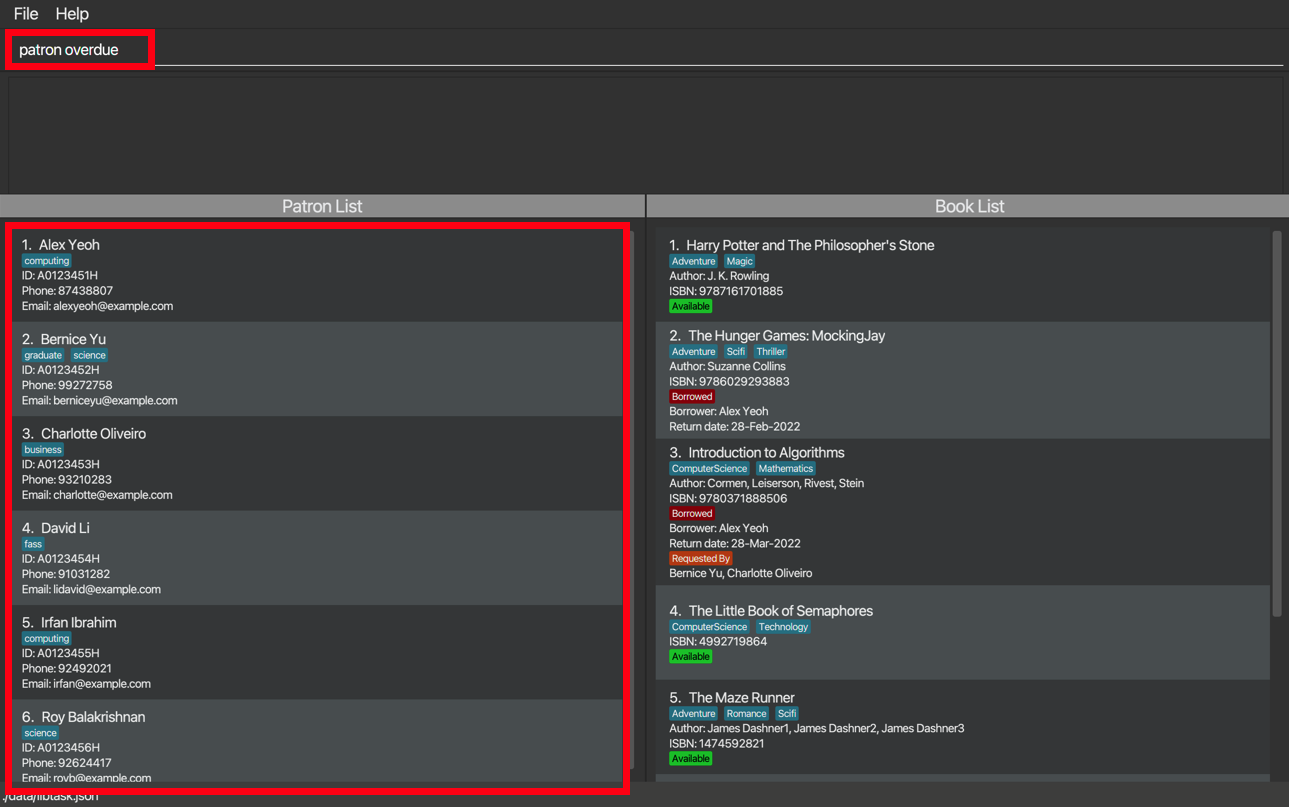 File Help
patron overdue
Patron List
1. Alex Yeoh
computing
ID: A0123451H
Phone: 87438807
Email: alexyeoh@example.com
2. Bernice Yu
graduate science
ID: A0123452H
Phone: 99272758
Email: berniceyu@example.com
3. Charlotte Oliveiro
business
ID: A0123453H
Phone: 93210283
Email: charlotte@example.com
4. David Li
fass
ID: A0123454H
Phone: 91031282
Email: lidavid@example.com
5. Irfan Ibrahim
computing
ID: A0123455H
Phone: 92492021
Email: irfan@example.com
6. Roy Balakrishnan
science
ID: A0123456H
Phone: 92624417
Email: royb@example.com
Book List
1. Harry Potter and The Philosopher's Stone
Adventure Magic
Author: J. K. Rowling
ISBN: 9787161701885
Available
2. The Hunger Games: MockingJay
Adventure Scifi Thriller
Author: Suzanne Collins
ISBN: 9786029293883
Borrowed
Borrower: Alex Yeoh
Return date: 28-Feb-2022
3. Introduction to Algorithms
ComputerScience Mathematics
Author: Cormen, Leiserson, Rivest, Stein
ISBN: 9780371888506
Borrowed
Borrower: Alex Yeoh
Return date: 28-Mar-2022
Requested By
Bernice Yu, Charlotte Oliveiro
4. The Little Book of Semaphores
ComputerScience Technology
ISBN: 4992719864
Available
5. The Maze Runner
Adventure Romance Scifi
Author: James Dashner1, James Dashner2, James Dashner3
ISBN: 1474592821
Available
./data/libtask.json